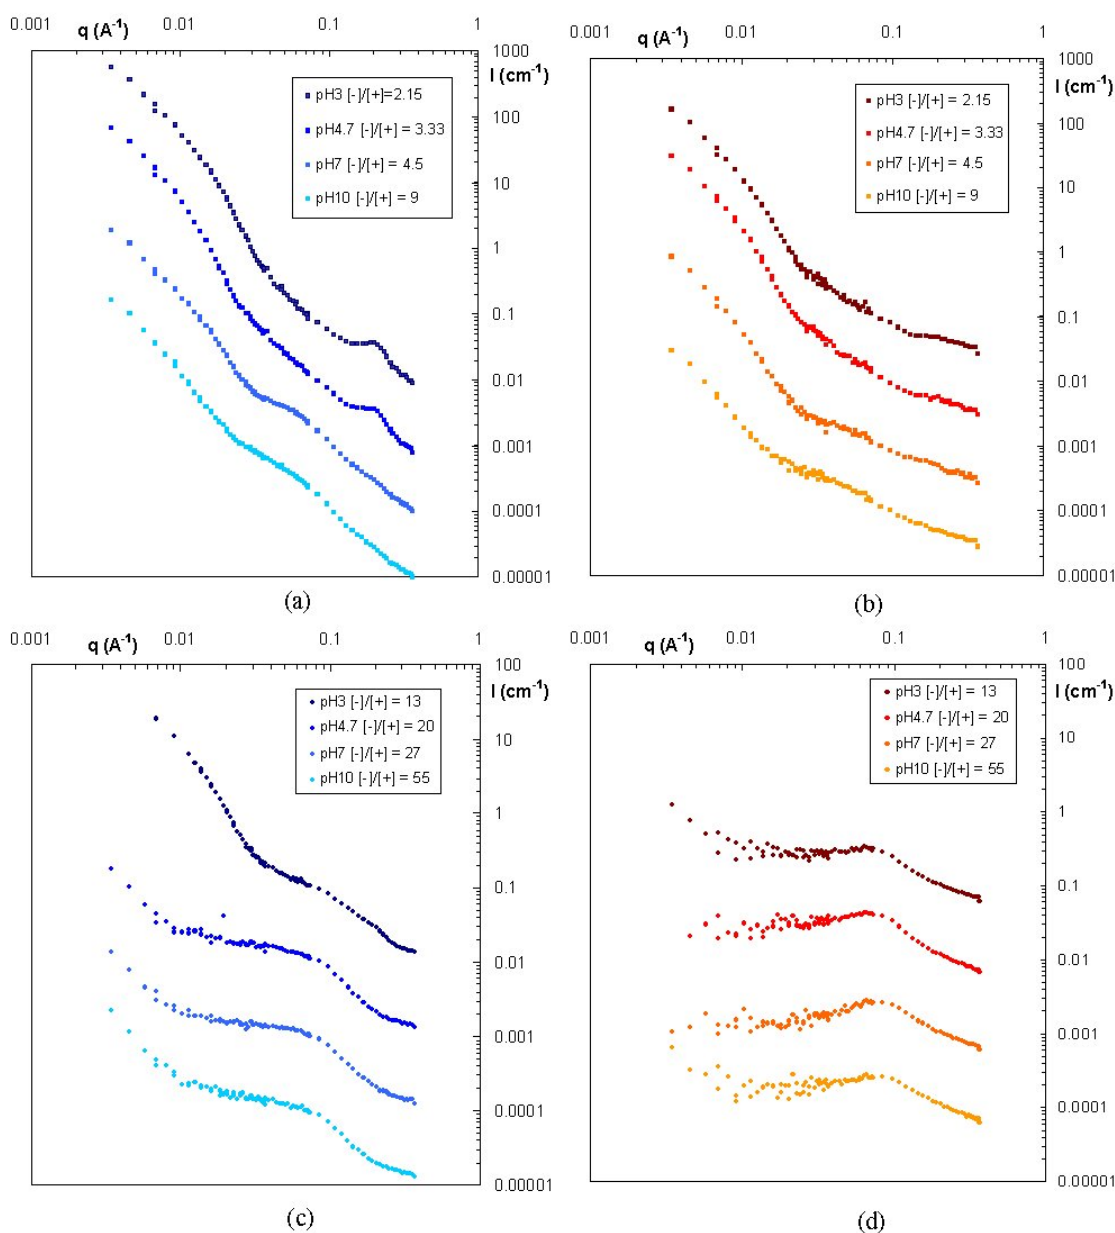 0.001 q (A-1) 0.01 0.1 1
1000
I (cm-1)
100
10
1
0.1
0.01
0.001
0.0001
0.00001
pH3 [-]/[+]=2.15
pH4.7 [-]/[+] = 3.33
pH7 [-]/[+] = 4.5
pH10 [-]/[+] = 9
(a)
0.001 q (A-1) 0.01 0.1 1
1000
I (cm-1)
100
10
1
0.1
0.01
0.001
0.0001
0.00001
pH3 [-]/[+] = 2.15
pH4.7 [-]/[+] = 3.33
pH7 [-]/[+] = 4.5
pH10 [-]/[+] = 9
(b)
0.001 q (A-1) 0.01 0.1 1
100
I (cm-1)
10
1
0.1
0.01
0.001
0.0001
0.00001
pH3 [-]/[+] = 13
pH4.7 [-]/[+] = 20
pH7 [-]/[+] = 27
pH10 [-]/[+] = 55
(c)
0.001 q (A-1) 0.01 0.1 1
100
I (cm-1)
10
1
0.1
0.01
0.001
0.0001
0.00001
pH3 [-]/[+] = 13
pH4.7 [-]/[+] = 20
pH7 [-]/[+] = 27
pH10 [-]/[+] = 55
(d)